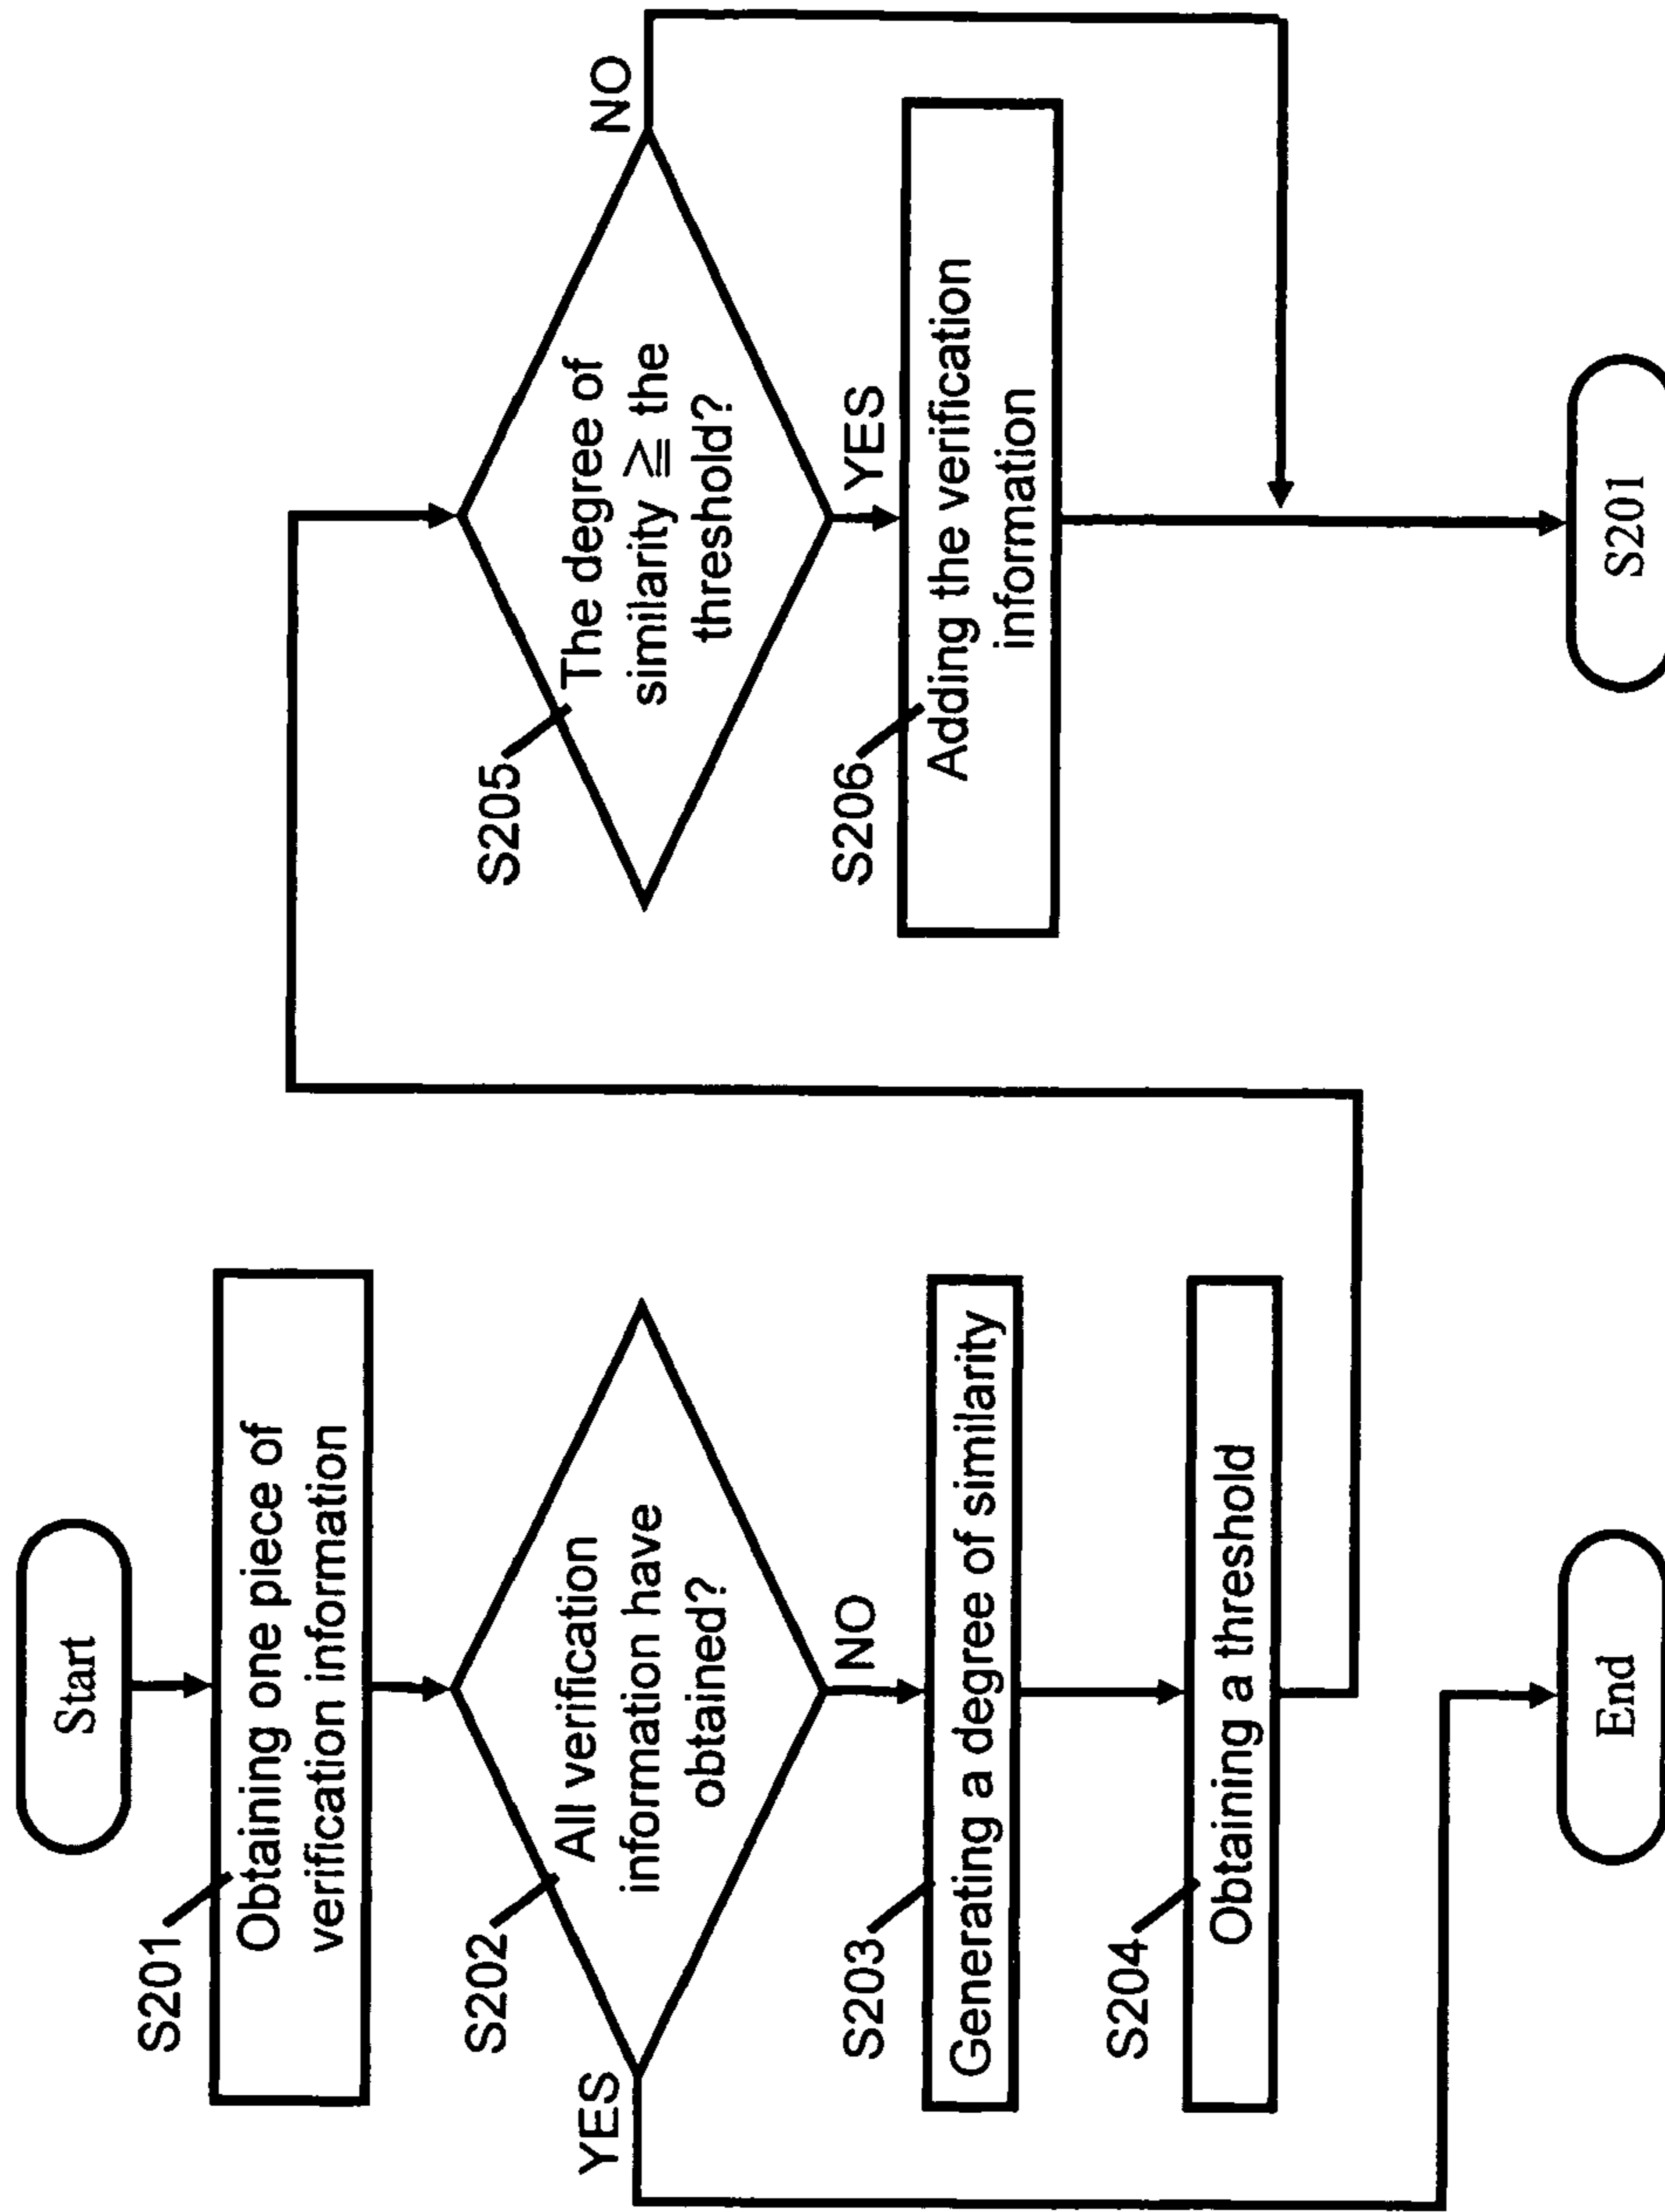 Start
S201
Obtaining one piece of
verification information
S202
All verification
information have
obtained?
YES
NO
S203
Generating a degree of similarity
S204
Obtaining a threshold
End
S205
The degree of
similarity ≧ the
threshold?
NO
YES
S206
Adding the verification
information
S201